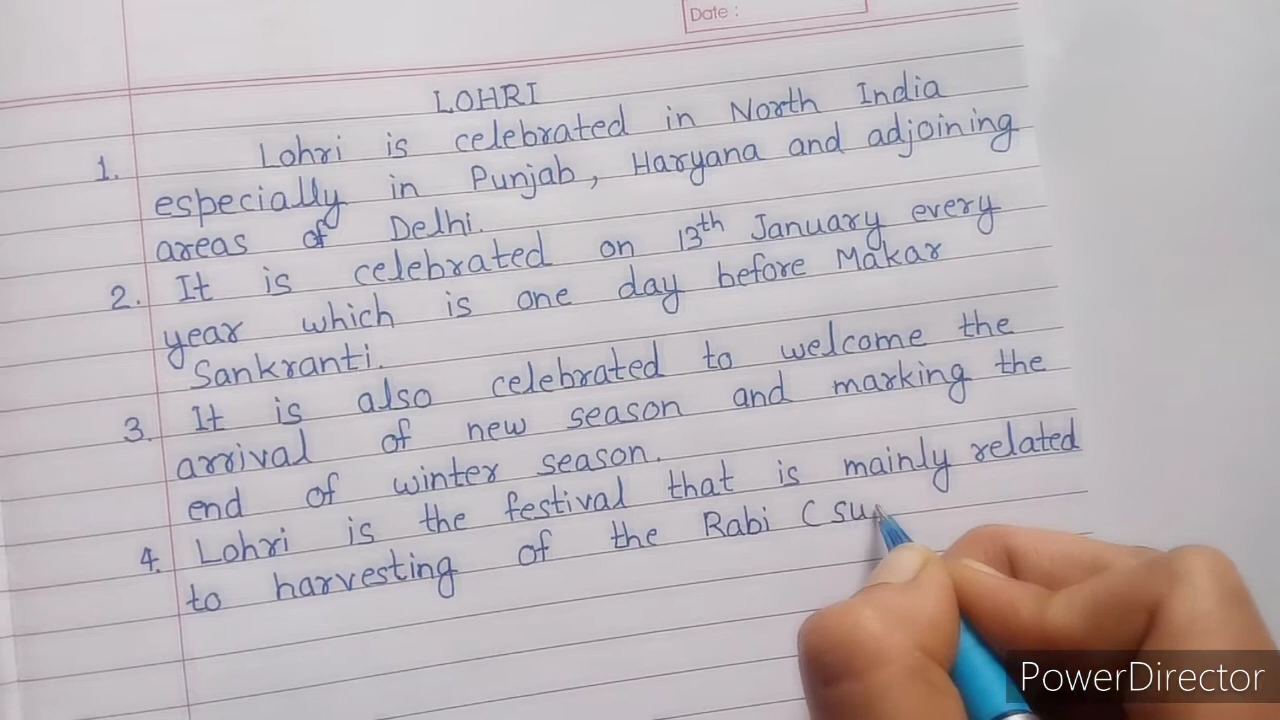 Date :
LOHRI
1. Lohri is celebrated in North India
especially in Punjab, Haryana and adjoining
areas of Delhi.
2. It is celebrated on 13th January every
year which is one day before Makar
Sankranti.
3. It is also celebrated to welcome the
arrival of new season and marking the
end of winter season.
4. Lohri is the festival that is mainly related
to harvesting of the Rabi (su
PowerDirector